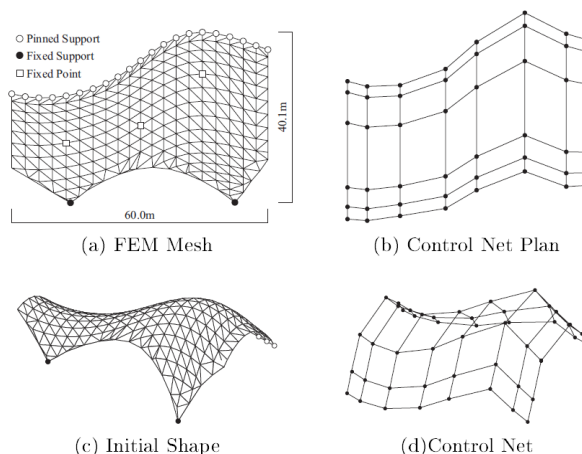 Pinned Support
Fixed Support
Fixed Point
40.1m
60.0m
(a) FEM Mesh
(b) Control Net Plan
(c) Initial Shape
(d)Control Net